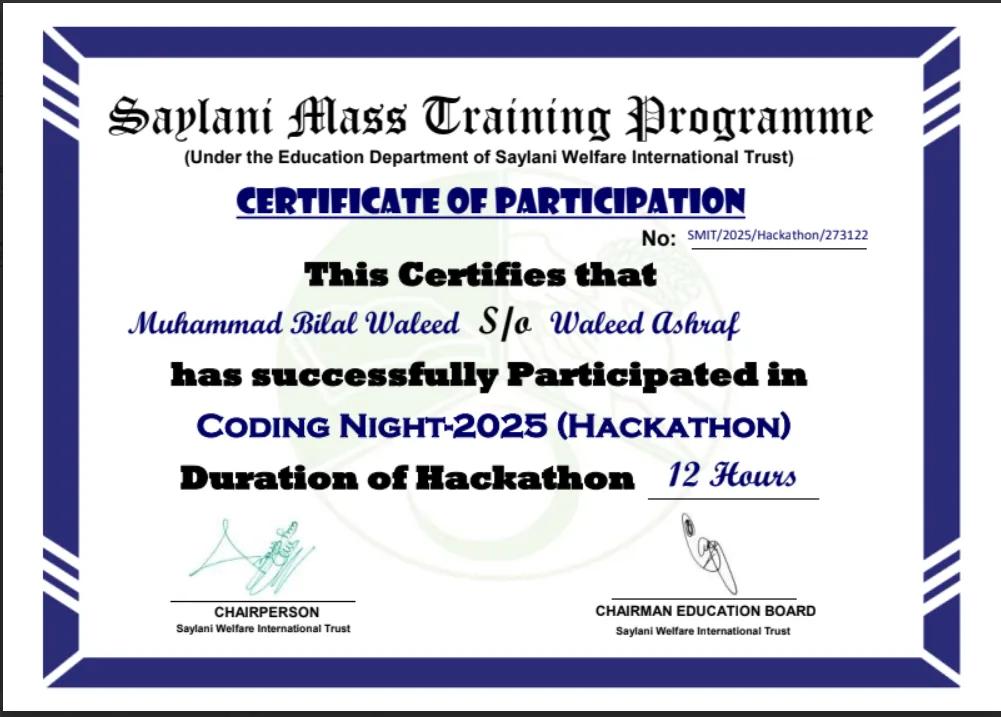 Saylani Mass Training Programme
(Under the Education Department of Saylani Welfare International Trust)
CERTIFICATE OF PARTICIPATION
No: SMIT/2025/Hackathon/273122
This Certifies that
Muhammad Bilal Waleed S/o Waleed Ashraf
has successfully Participated in
CODING NIGHT-2025 (HACKATHON)
Duration of Hackathon 12 Hours
CHAIRPERSON
Saylani Welfare International Trust
CHAIRMAN EDUCATION BOARD
Saylani Welfare International Trust